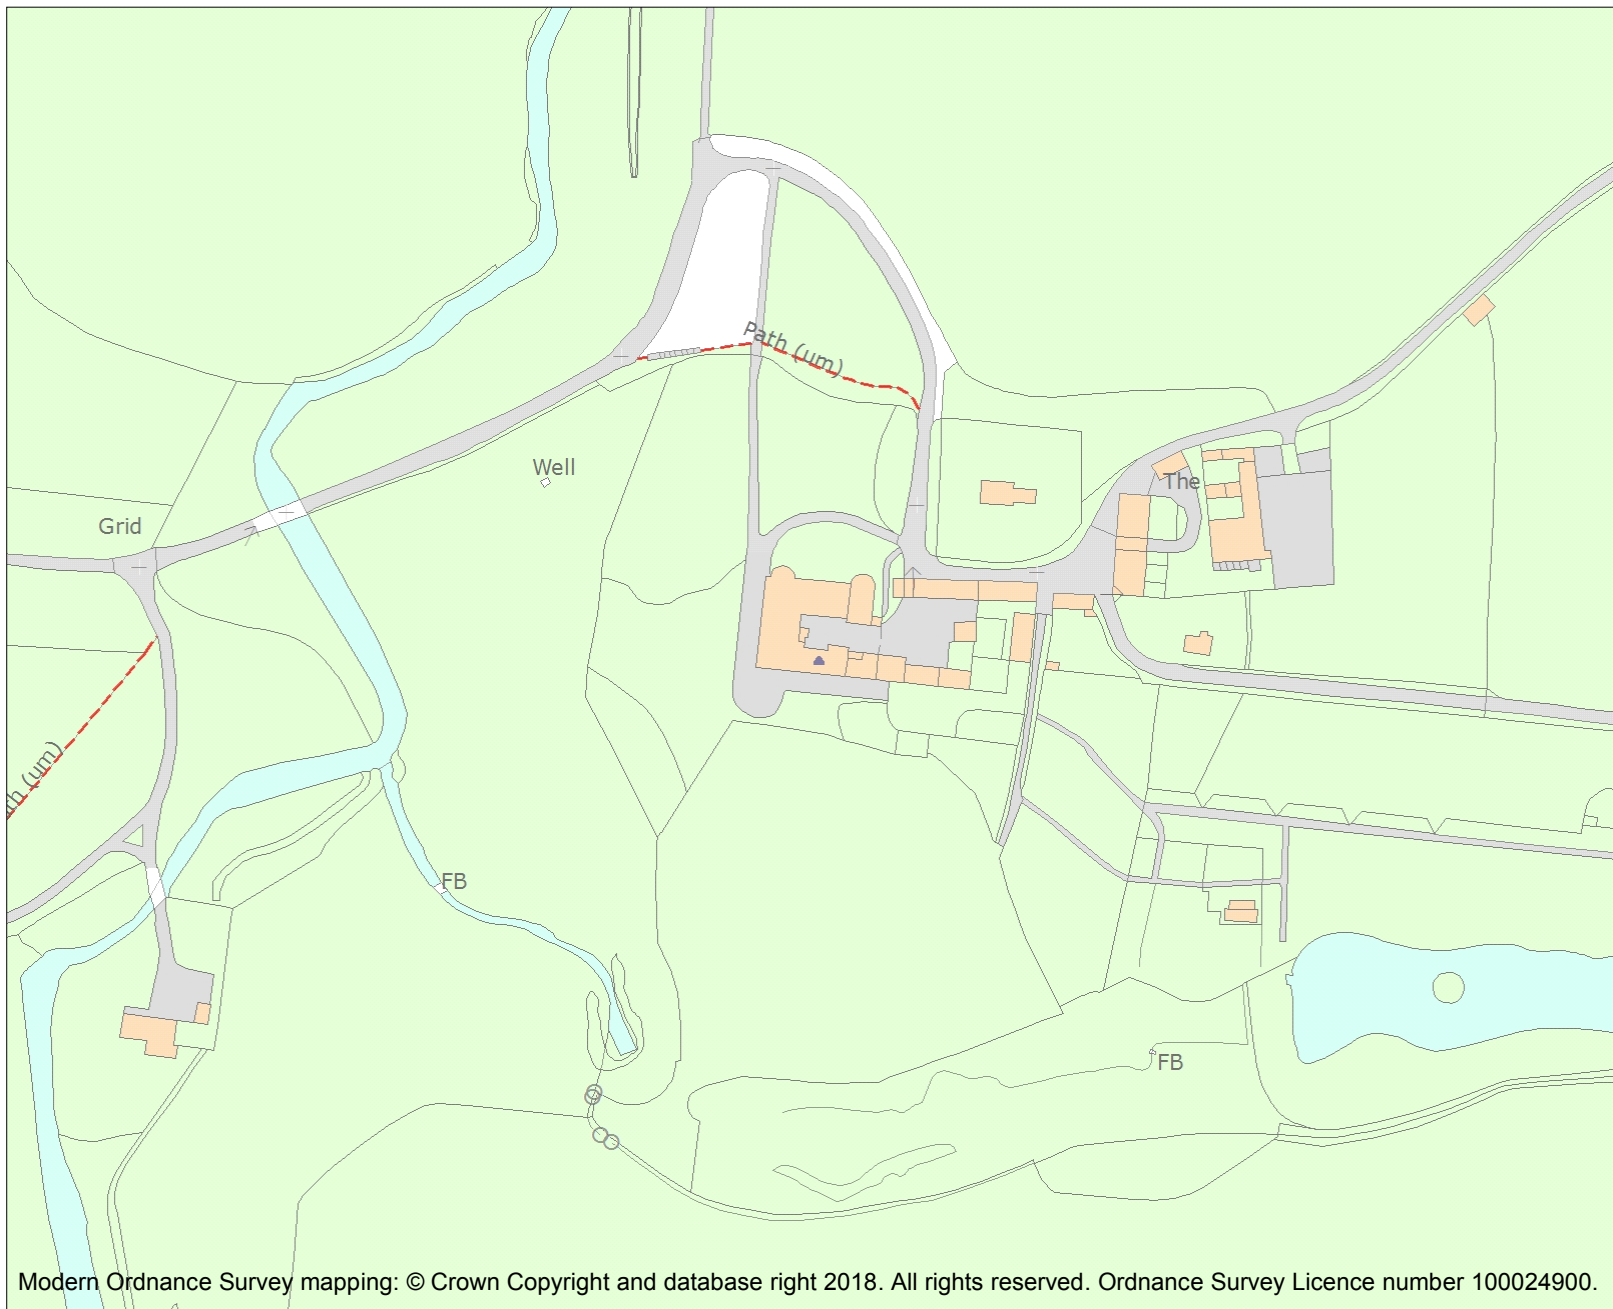 Path (um)
Well
The
Grid
th (um)
FB
FB
Modern Ordnance Survey mapping: © Crown Copyright and database right 2018. All rights reserved. Ordnance Survey Licence number 100024900.